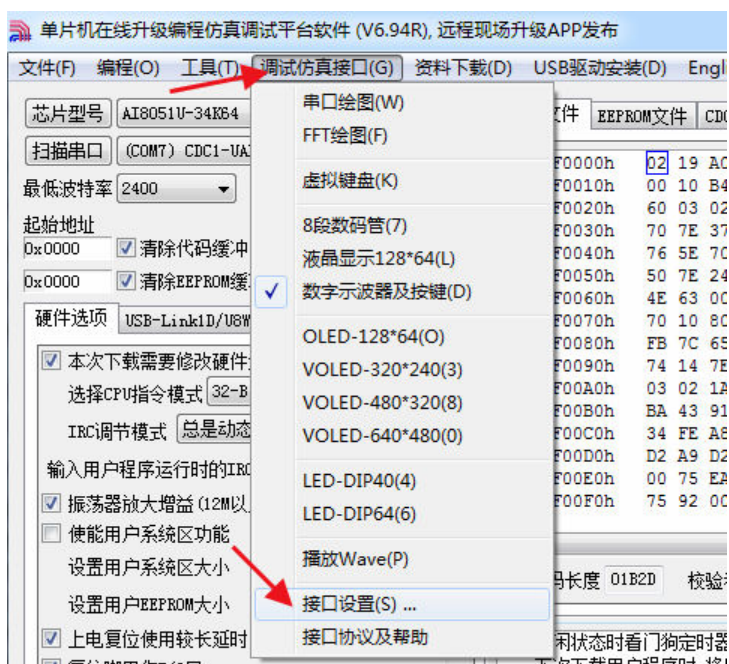 单片机在线升级编程仿真调试平台软件 (V6.94R), 远程现场升级APP发布
文件(F) 编程(O) 工具(T) 调试仿真接口(G) 资料下载(D) USB驱动安装(D) Engli
芯片型号 AI8051U-34K64
扫描串口 (COM7) CDC1-UA
最低波特率 2400
起始地址
0x0000 清除代码缓冲
0x0000 清除EEPROM缓
硬件选项 USB-Link1D/U8W
本次下载需要修改硬件
选择CPU指令模式 32-B
IRC调节模式 总是动态
输入用户程序运行时的IRC
振荡器放大增益(12M以
使能用户系统区功能
设置用户系统区大小
设置用户EEPROM大小
上电复位使用较长延时
串口绘图(W)
FFT绘图(F)
虚拟键盘(K)
8段数码管(7)
液晶显示128*64(L)
数字示波器及按键(D)
OLED-128*64(O)
VOLED-320*240(3)
VOLED-480*320(8)
VOLED-640*480(0)
LED-DIP40(4)
LED-DIP64(6)
播放Wave(P)
接口设置(S) ...
接口协议及帮助
文件 EEPROM文件 CDC
F0000h 02 19 A0
F0010h 00 10 B4
F0020h 60 03 02
F0030h 70 7E 37
F0040h 76 5E 70
F0050h 50 7E 24
F0060h 4E 63 00
F0070h 70 10 80
F0080h FB 7C 65
F0090h 74 14 7E
F00A0h 03 02 1A
F00B0h BA 43 91
F00C0h 34 FE A8
F00D0h D2 A9 D2
F00E0h 00 75 EA
F00F0h 75 92 00
码长度 01B2D 校验
闲状态时看门狗定时器